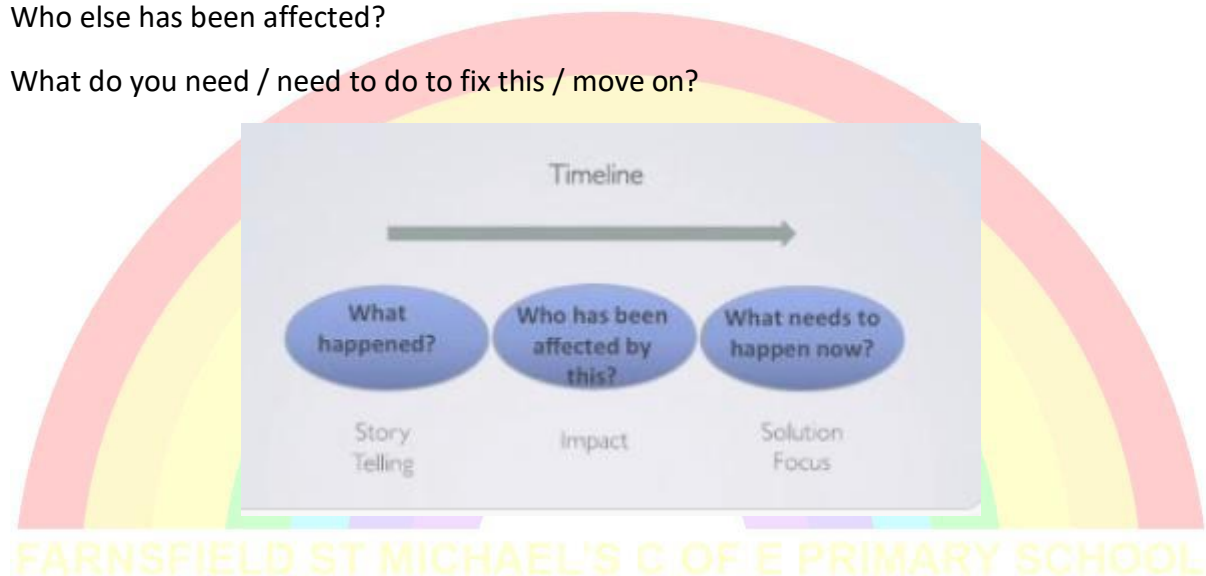 Who else has been affected?
What do you need / need to do to fix this / move on?
Timeline
What
happened?
Who has been
affected by
this?
What needs to
happen now?
Story
Telling
Impact
Solution
Focus
FARNSFIELD ST MICHAEL'S C OF E PRIMARY SCHOOL